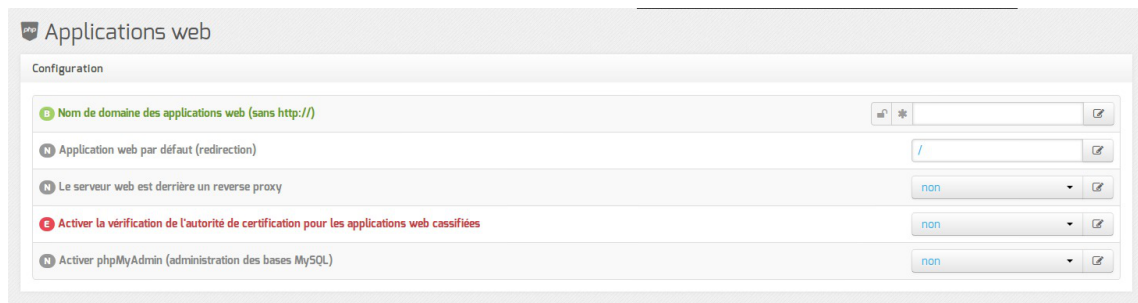 php Applications web
Configuration
B Nom de domaine des applications web (sans http://)
N Application web par défaut (redirection) /
N Le serveur web est derrière un reverse proxy non
E Activer la vérification de l'autorité de certification pour les applications web cassifiées non
N Activer phpMyAdmin (administration des bases MySQL) non